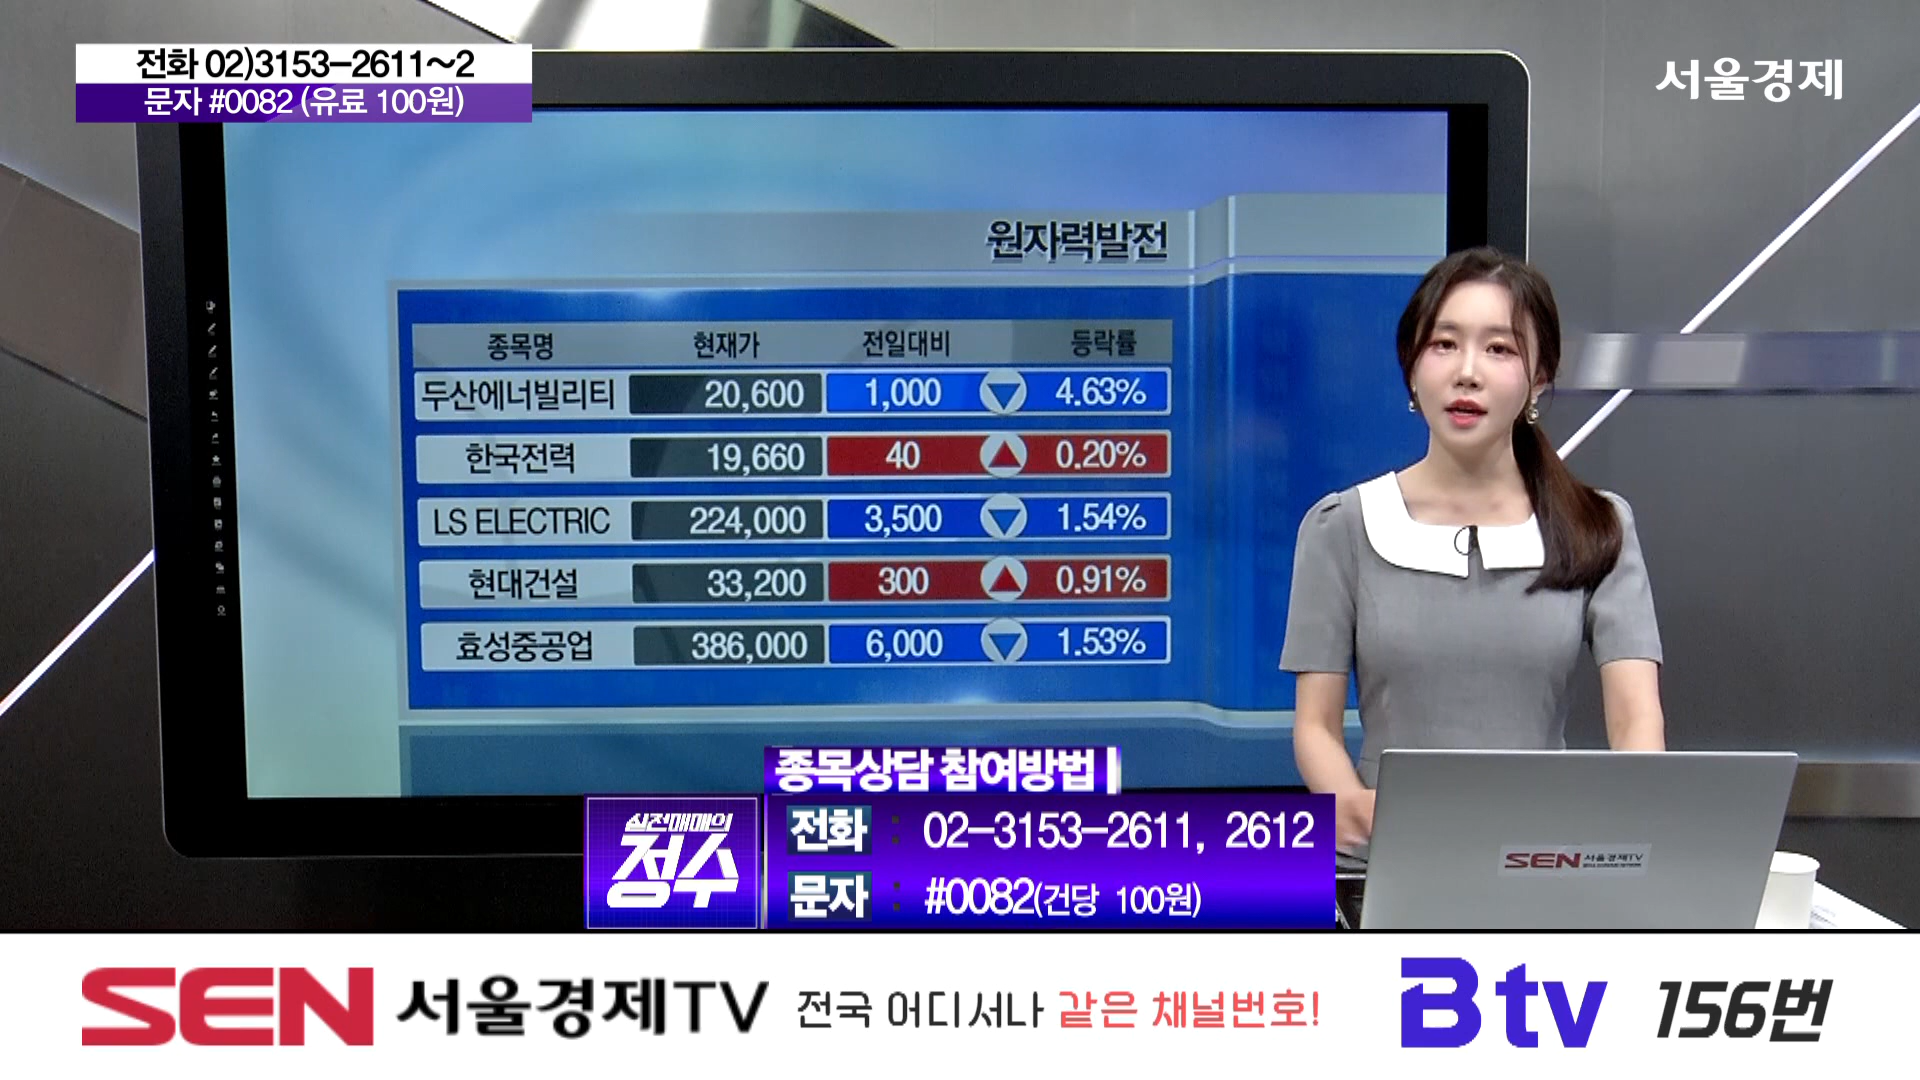 전화 02)3153-2611~2
문자 #0082 (유료 100원)
서울경제
원자력발전
종목명 현재가 전일대비 등락률
두산에너빌리티 20,600 1,000 ▼ 4.63%
한국전력 19,660 40 ▲ 0.20%
LS ELECTRIC 224,000 3,500 ▼ 1.54%
현대건설 33,200 300 ▲ 0.91%
효성중공업 386,000 6,000 ▼ 1.53%
종목상담 참여방법
실전매매의
정수
전화 : 02-3153-2611, 2612
문자 : #0082(건당 100원)
SEN 서울경제TV
SEN 서울경제TV 전국 어디서나 같은 채널번호! B tv 156번